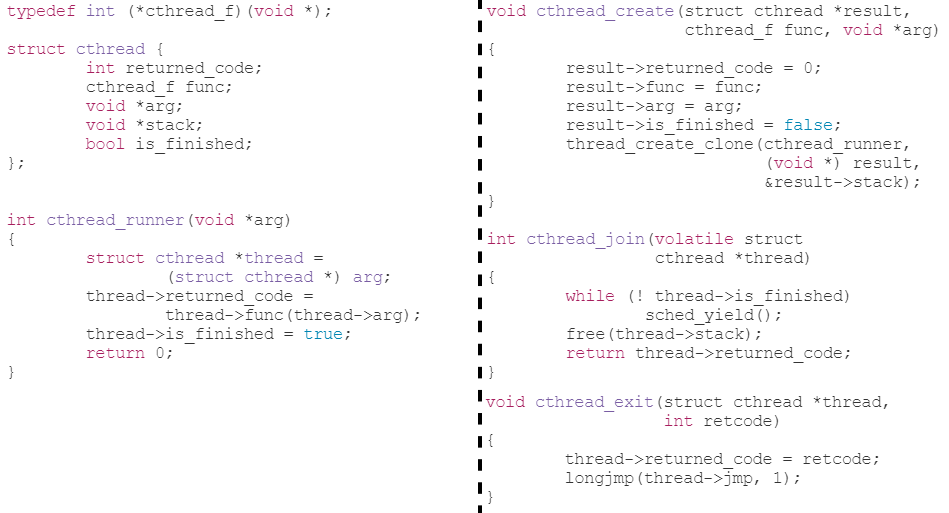 typedef int (*cthread_f)(void *);

struct cthread {
        int returned_code;
        cthread_f func;
        void *arg;
        void *stack;
        bool is_finished;
};

int cthread_runner(void *arg)
{
        struct cthread *thread =
                (struct cthread *) arg;
        thread->returned_code =
                thread->func(thread->arg);
        thread->is_finished = true;
        return 0;
}

void cthread_create(struct cthread *result,
                    cthread_f func, void *arg)
{
        result->returned_code = 0;
        result->func = func;
        result->arg = arg;
        result->is_finished = false;
        thread_create_clone(cthread_runner,
                            (void *) result,
                            &result->stack);
}

int cthread_join(volatile struct
                 cthread *thread)
{
        while (! thread->is_finished)
                sched_yield();
        free(thread->stack);
        return thread->returned_code;
}

void cthread_exit(struct cthread *thread,
                  int retcode)
{
        thread->returned_code = retcode;
        longjmp(thread->jmp, 1);
}